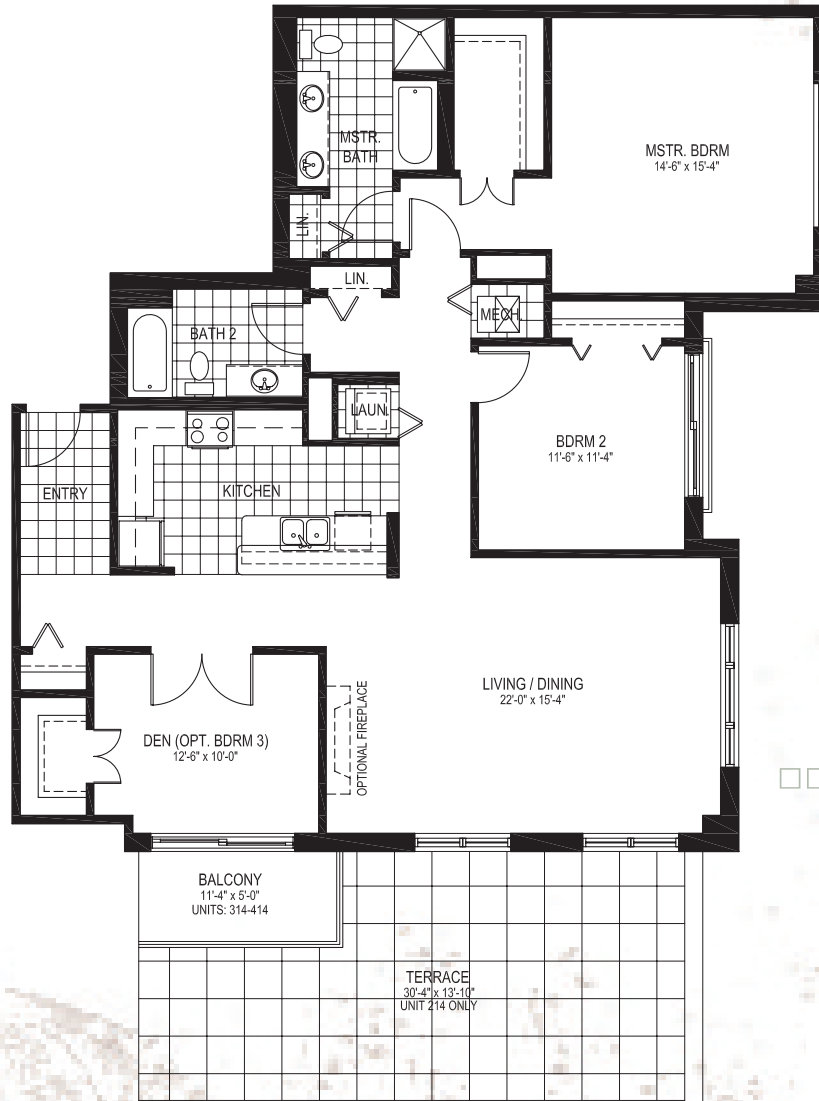 MSTR.
BATH
MSTR. BDRM
14'-6" x 15'-4"
LIN.
LIN.
MECH.
BATH 2
LAUN.
BDRM 2
11'-6" x 11'-4"
ENTRY
KITCHEN
LIVING / DINING
22'-0" x 15'-4"
OPTIONAL FIREPLACE
DEN (OPT. BDRM 3)
12'-6" x 10'-0"
BALCONY
11'-4" x 5'-0"
UNITS: 314-414
TERRACE
30'-4" x 13'-10"
UNIT 214 ONLY